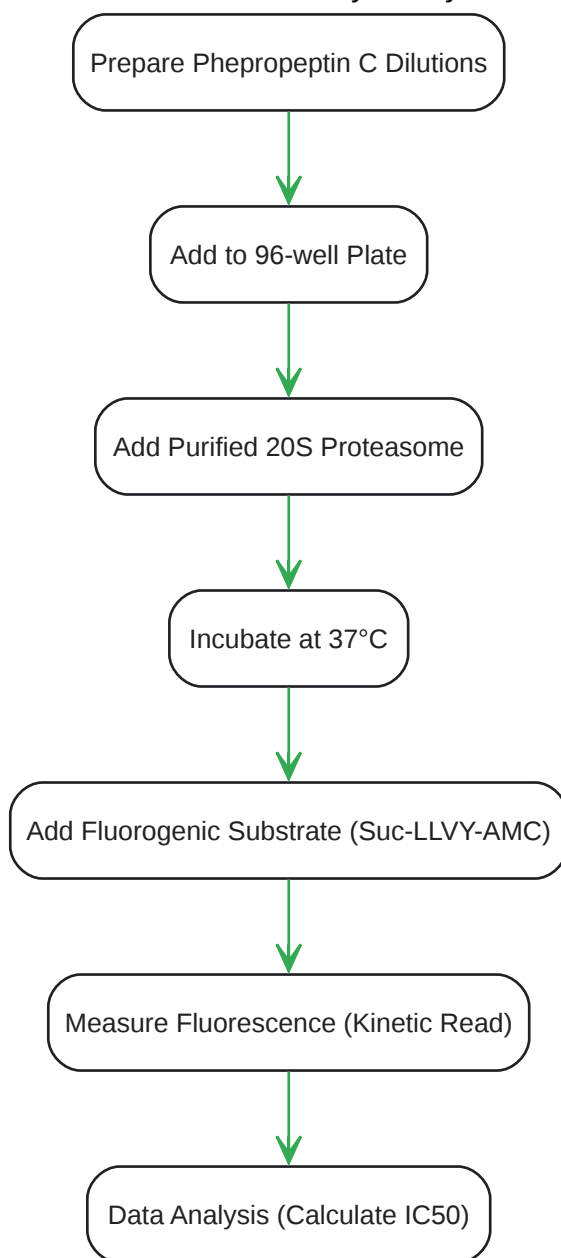 Prepare Phepropeptin C Dilutions
Add to 96-well Plate
Add Purified 20S Proteasome
Incubate at 37°C
Add Fluorogenic Substrate (Suc-LLVY-AMC)
Measure Fluorescence (Kinetic Read)
Data Analysis (Calculate IC50)